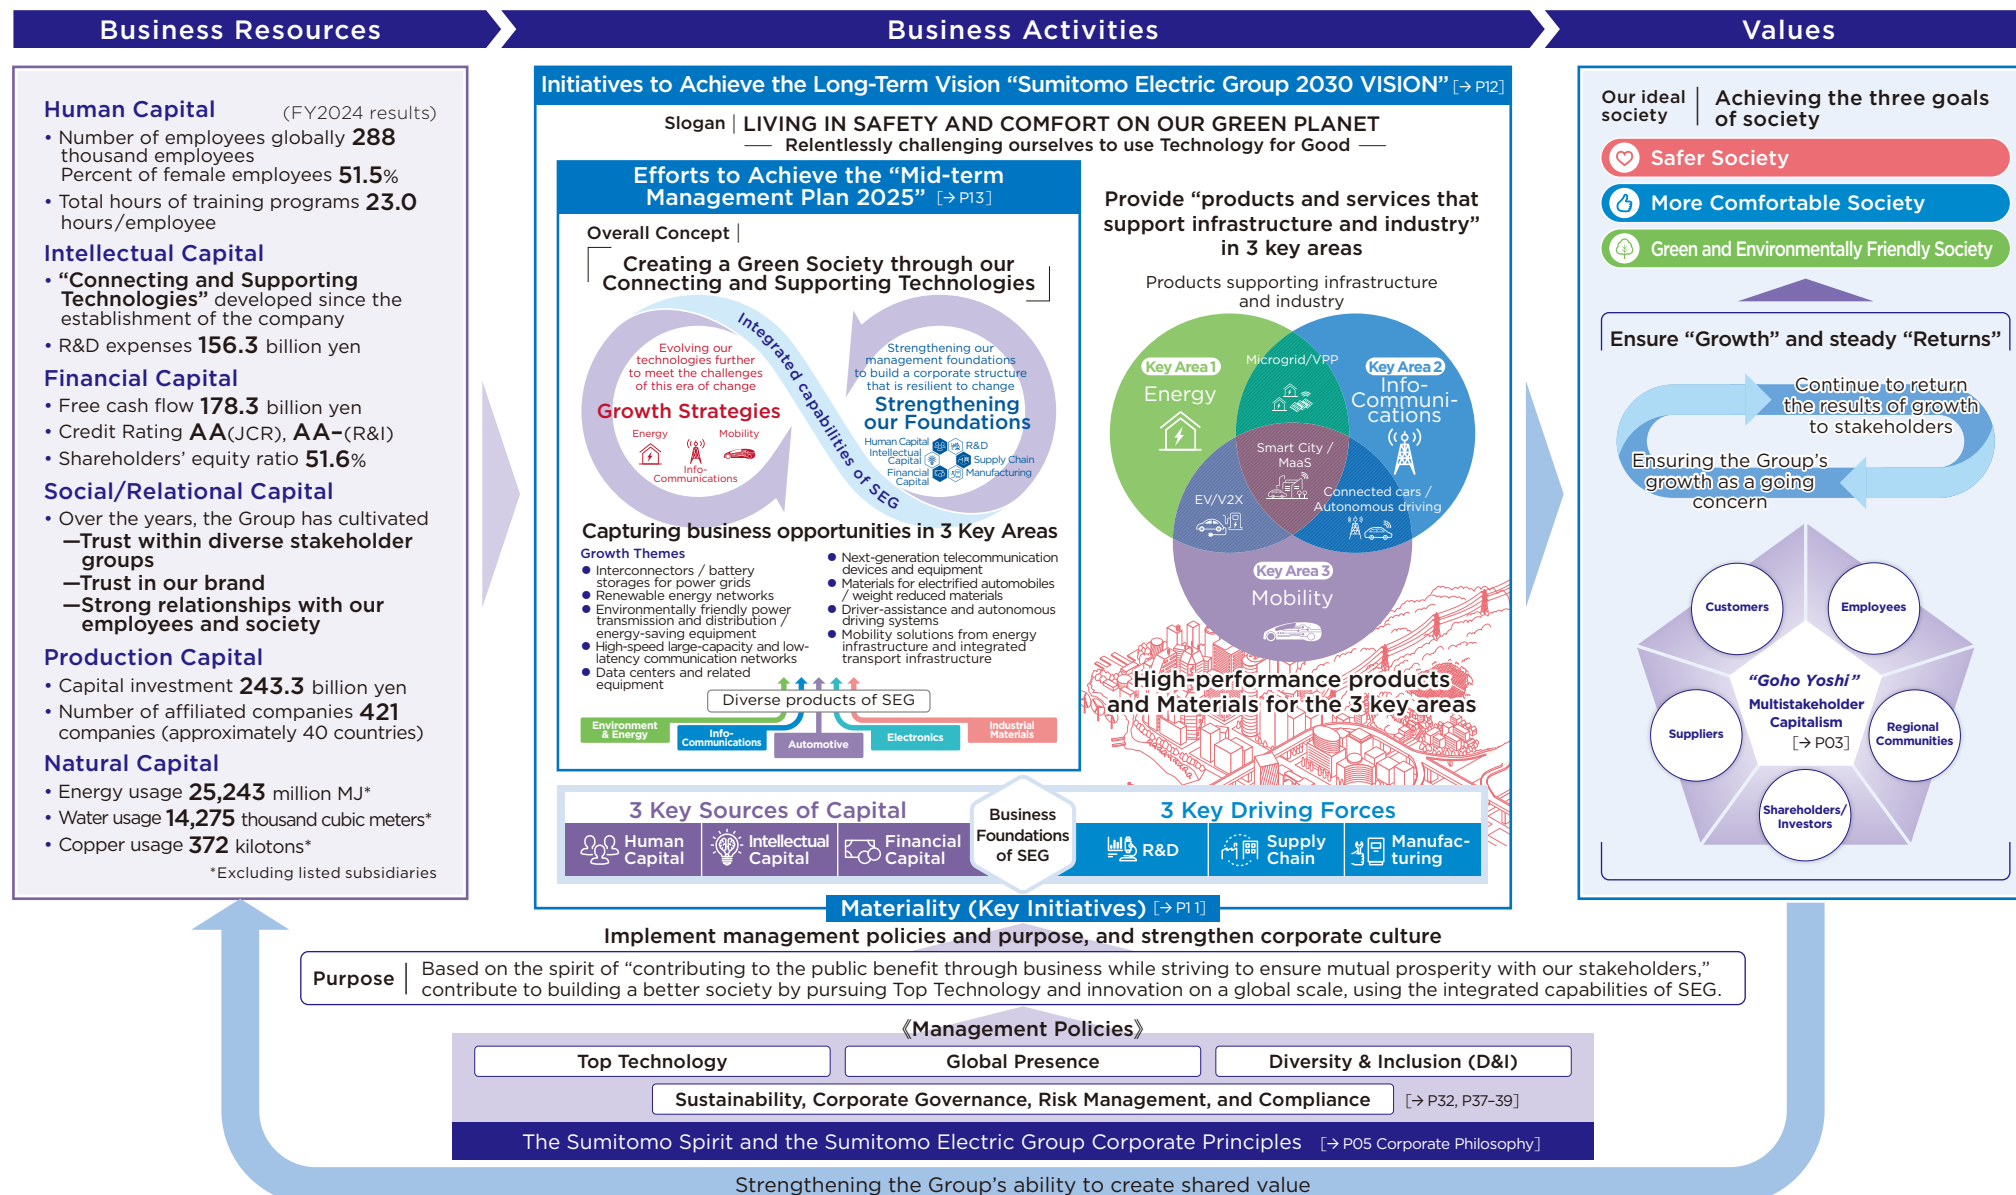 Business Resources
Business Activities
Values
Human Capital (FY2024 results)
• Number of employees globally 288
thousand employees
Percent of female employees 51.5%
• Total hours of training programs 23.0
hours/employee
Intellectual Capital
• “Connecting and Supporting
Technologies” developed since the
establishment of the company
• R&D expenses 156.3 billion yen
Financial Capital
• Free cash flow 178.3 billion yen
• Credit Rating AA(JCR), AA−(R&I)
• Shareholders’ equity ratio 51.6%
Social/Relational Capital
• Over the years, the Group has cultivated
—Trust within diverse stakeholder
groups
—Trust in our brand
—Strong relationships with our
employees and society
Production Capital
• Capital investment 243.3 billion yen
• Number of affiliated companies 421
companies (approximately 40 countries)
Natural Capital
• Energy usage 25,243 million MJ*
• Water usage 14,275 thousand cubic meters*
• Copper usage 372 kilotons*
*Excluding listed subsidiaries
Initiatives to Achieve the Long-Term Vision “Sumitomo Electric Group 2030 VISION” [→ P12]
Slogan | LIVING IN SAFETY AND COMFORT ON OUR GREEN PLANET
— Relentlessly challenging ourselves to use Technology for Good —
Efforts to Achieve the “Mid-term
Management Plan 2025” [→ P13]
Overall Concept |
Creating a Green Society through our
Connecting and Supporting Technologies
Integrated capabilities of SEG
Evolving our
technologies further
to meet the challenges
of this era of change
Growth Strategies
Energy
Mobility
Info-
Communications
Strengthening our
management foundations
to build a corporate structure
that is resilient to change
Strengthening
our Foundations
Human Capital
Intellectual
Capital
Financial
Capital
R&D
Supply Chain
Manufacturing
Capturing business opportunities in 3 Key Areas
Growth Themes
● Interconnectors / battery
storages for power grids
● Renewable energy networks
● Environmentally friendly power
transmission and distribution /
energy-saving equipment
● High-speed large-capacity and low-
latency communication networks
● Data centers and related
equipment
● Next-generation telecommunication
devices and equipment
● Materials for electrified automobiles
/ weight reduced materials
● Driver-assistance and autonomous
driving systems
● Mobility solutions from energy
infrastructure and integrated
transport infrastructure
Diverse products of SEG
Environment
& Energy
Info-
Communications
Automotive
Electronics
Industrial
Materials
Provide “products and services that
support infrastructure and industry”
in 3 key areas
Products supporting infrastructure
and industry
Key Area 1
Energy
Microgrid/VPP
Key Area 2
Info-
Communi-
cations
Smart City /
MaaS
EV/V2X
Connected cars /
Autonomous driving
Key Area 3
Mobility
High-performance products
and Materials for the 3 key areas
3 Key Sources of Capital
Human
Capital
Intellectual
Capital
Financial
Capital
Business
Foundations
of SEG
3 Key Driving Forces
R&D
Supply
Chain
Manufac-
turing
Materiality (Key Initiatives) [→ P11]
Our ideal
society
Achieving the three goals
of society
Safer Society
More Comfortable Society
Green and Environmentally Friendly Society
Ensure “Growth” and steady “Returns”
Continue to return
the results of growth
to stakeholders
Ensuring the Group’s
growth as a going
concern
Customers
Employees
Suppliers
Regional
Communities
Shareholders/
Investors
“Goho Yoshi”
Multistakeholder
Capitalism
[→ P03]
Implement management policies and purpose, and strengthen corporate culture
Purpose
Based on the spirit of “contributing to the public benefit through business while striving to ensure mutual prosperity with our stakeholders,”
contribute to building a better society by pursuing Top Technology and innovation on a global scale, using the integrated capabilities of SEG.
《Management Policies》
Top Technology
Global Presence
Diversity & Inclusion (D&I)
Sustainability, Corporate Governance, Risk Management, and Compliance
[→ P32, P37–39]
The Sumitomo Spirit and the Sumitomo Electric Group Corporate Principles [→ P05 Corporate Philosophy]
Strengthening the Group’s ability to create shared value